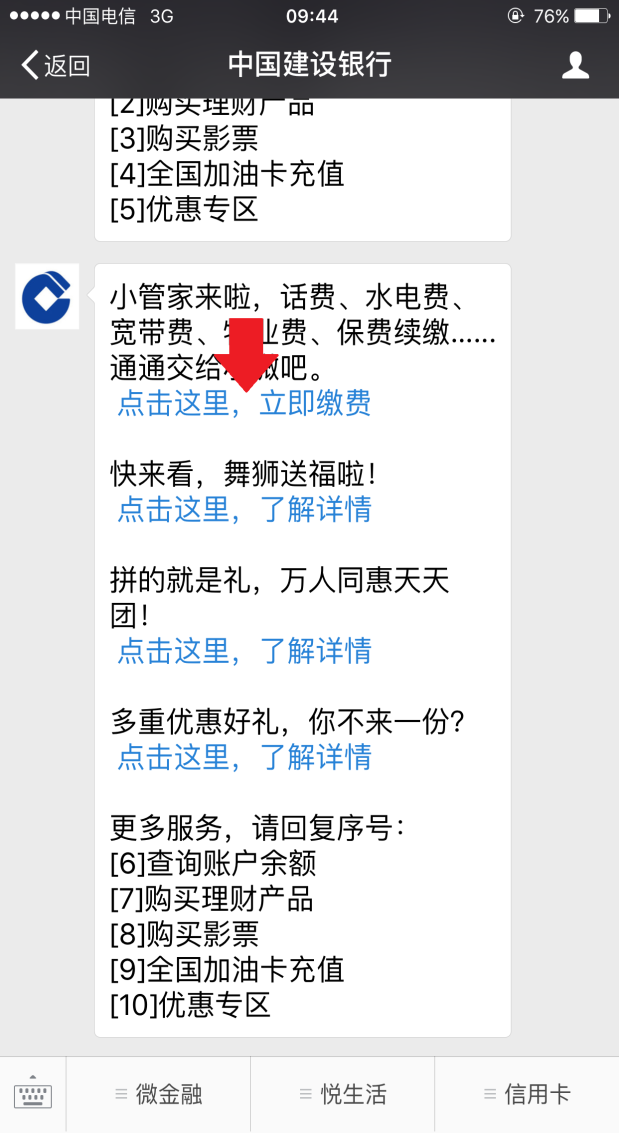 中国电信 3G 09:44 76%
返回 中国建设银行
[2]购买理财产品
[3]购买影票
[4]全国加油卡充值
[5]优惠专区
小管家来啦，话费、水电费、
宽带费、业费、保费续缴……
通通交给吧。
点击这里，立即缴费
快来看，舞狮送福啦！
点击这里，了解详情
拼的就是礼，万人同惠天天
团！
点击这里，了解详情
多重优惠好礼，你不来一份？
点击这里，了解详情
更多服务，请回复序号：
[6]查询账户余额
[7]购买理财产品
[8]购买影票
[9]全国加油卡充值
[10]优惠专区
微金融 悦生活 信用卡